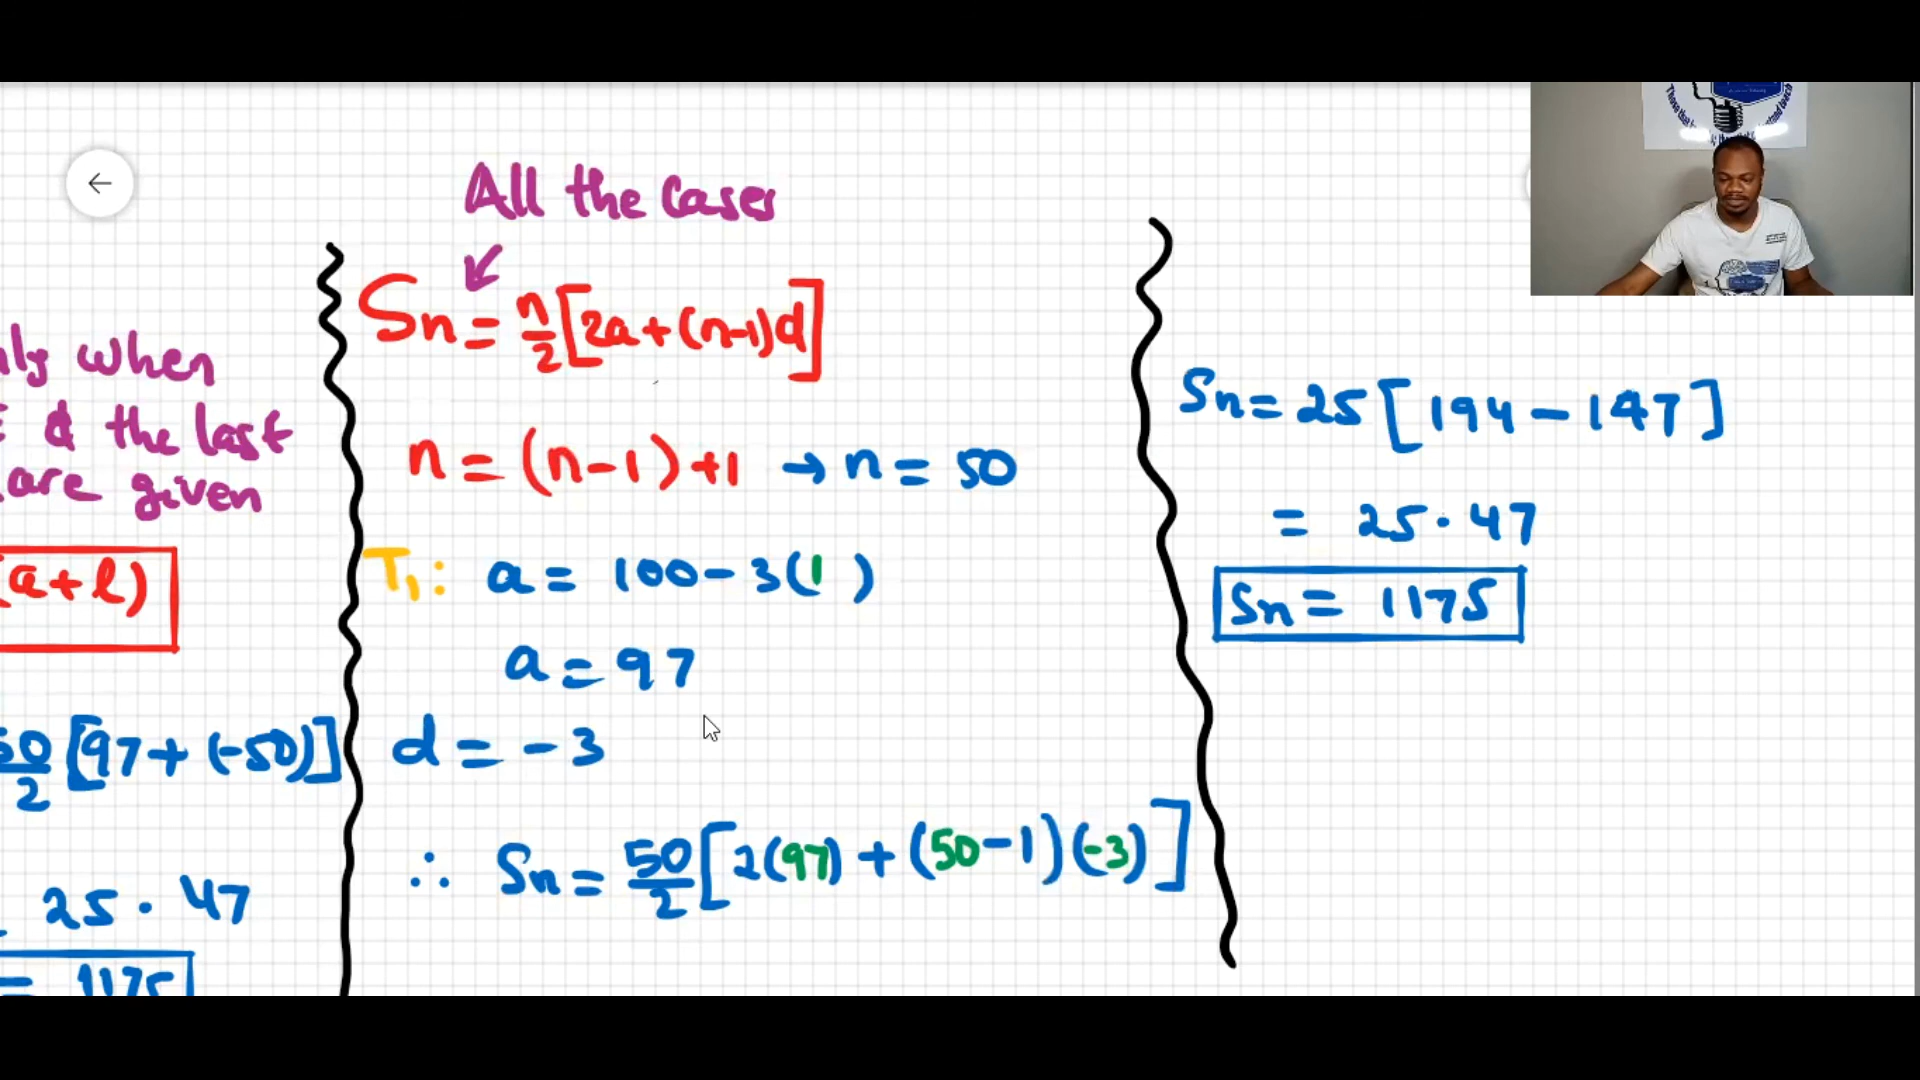 All the cases
when
& the last
are given
(a+l)
50/2 [97+(-50)]
25 · 47
= 1175
Sn = n/2 [2a+(n-1)d]
n = (n-1)+1 → n = 50
T₁: a = 100-3(1)
a = 97
d = -3
∴ Sn = 50/2 [2(97) + (50-1)(-3)]
Sn = 25 [194 - 147]
= 25 · 47
Sn = 1175